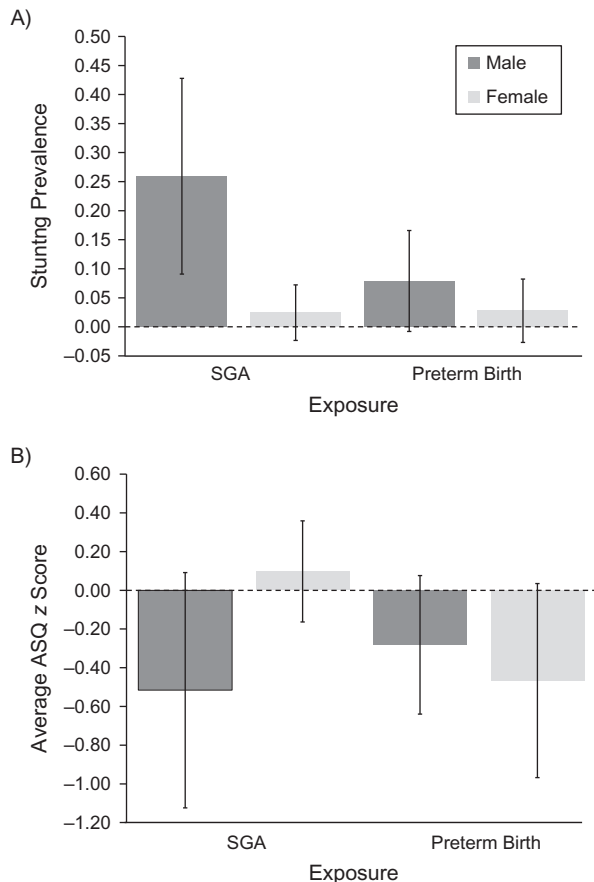 A)
0.50
0.45
0.40
0.35
0.30
0.25
0.20
0.15
0.10
0.05
0.00
–0.05
Stuntng Prevalence
Male
Female
SGA
Preterm Birth
Exposure
B)
0.60
0.40
0.20
0.00
–0.20
–0.40
–0.60
–0.80
–1.00
–1.20
Average ASQ z Score
SGA
Preterm Birth
Exposure